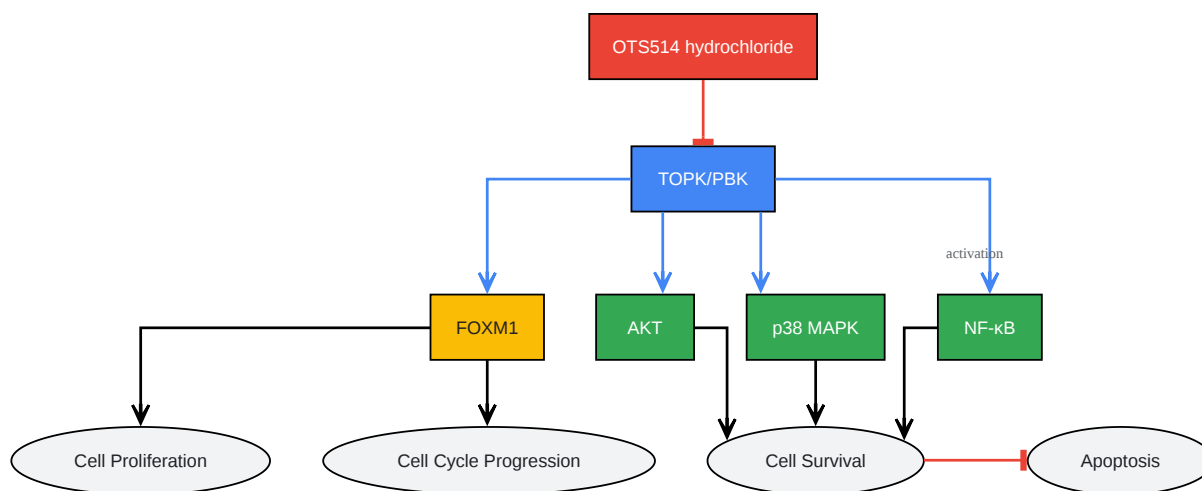 OTS514 hydrochloride
TOPK/PBK
activation
FOXM1
AKT
p38 MAPK
NF-κB
Cell Proliferation
Cell Cycle Progression
Cell Survival
Apoptosis